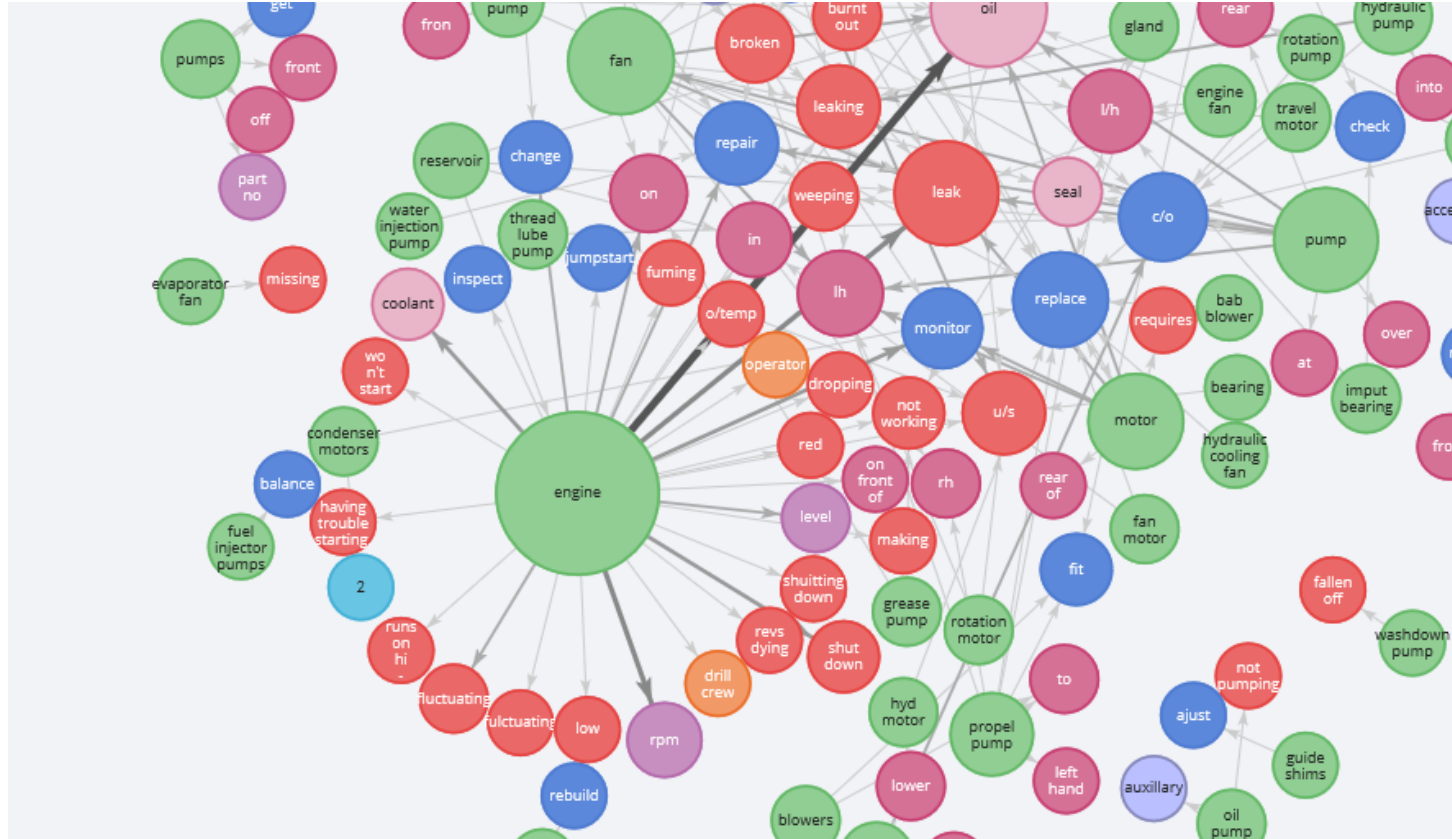 get
pump
fron
burnt
out
oil
rear
hydraulic
pump
gland
rotation
pump
pumps
front
broken
fan
into
leaking
engine
fan
l/h
travel
motor
check
off
repair
change
reservoir
part
no
on
weeping
leak
seal
c/o
acce
water
injection
pump
thread
lube
pump
in
pump
jumpstart
fuming
inspect
evaporator
fan
missing
coolant
lh
replace
o/temp
monitor
requires
bab
blower
over
at
wo
n't
start
operator
dropping
bearing
imput
bearing
not
working
u/s
motor
condenser
motors
red
hydraulic
cooling
fan
fro
on
front
of
rh
rear
of
balance
engine
level
having
trouble
starting
fan
motor
making
fuel
injector
pumps
fit
2
shuitting
down
fallen
off
grease
pump
rotation
motor
washdown
pump
revs
dying
shut
down
runs
on
hi
-
to
not
pumping
drill
crew
fluctuating
fulctuating
low
rpm
hyd
motor
propel
pump
ajust
guide
shims
left
hand
lower
auxillary
rebuild
blowers
oil
pump